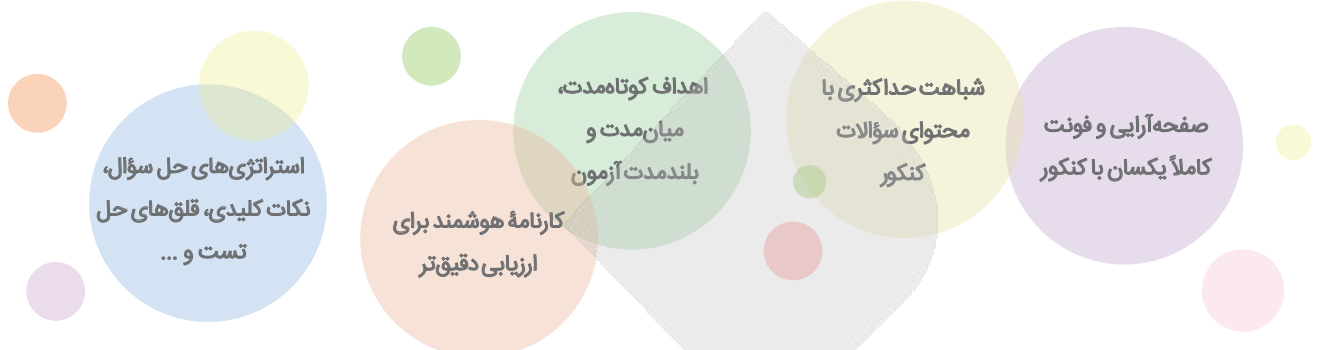 صفحه‌آرایی و فونت
کاملاً یکسان با کنکور
شباهت حداکثری با
محتوای سؤالات
کنکور
اهداف کوتاه‌مدت،
میان‌مدت و
بلندمدت آزمون
کارنامهٔ هوشمند برای
ارزیابی دقیق‌تر
استراتژی‌های حل سؤال،
نکات کلیدی، قلق‌های حل
تست و ...